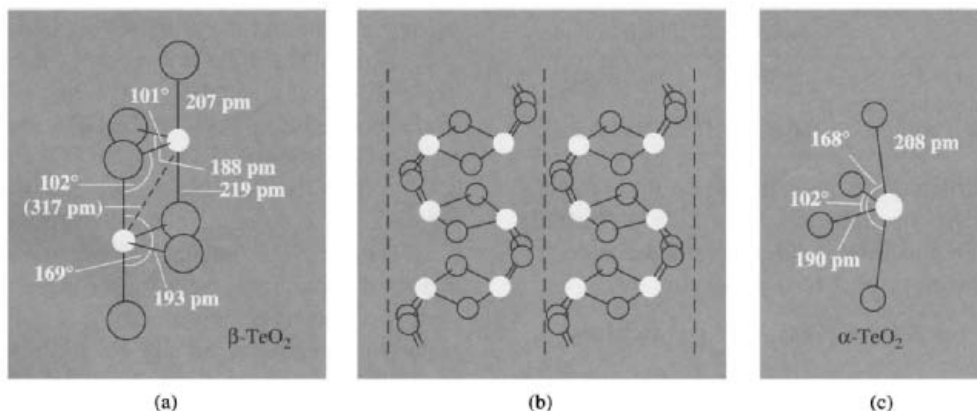 101°
207 pm
188 pm
219 pm
102°
(317 pm)
169°
193 pm
β-TeO₂
(a)
(b)
168°
208 pm
102°
190 pm
α-TeO₂
(c)